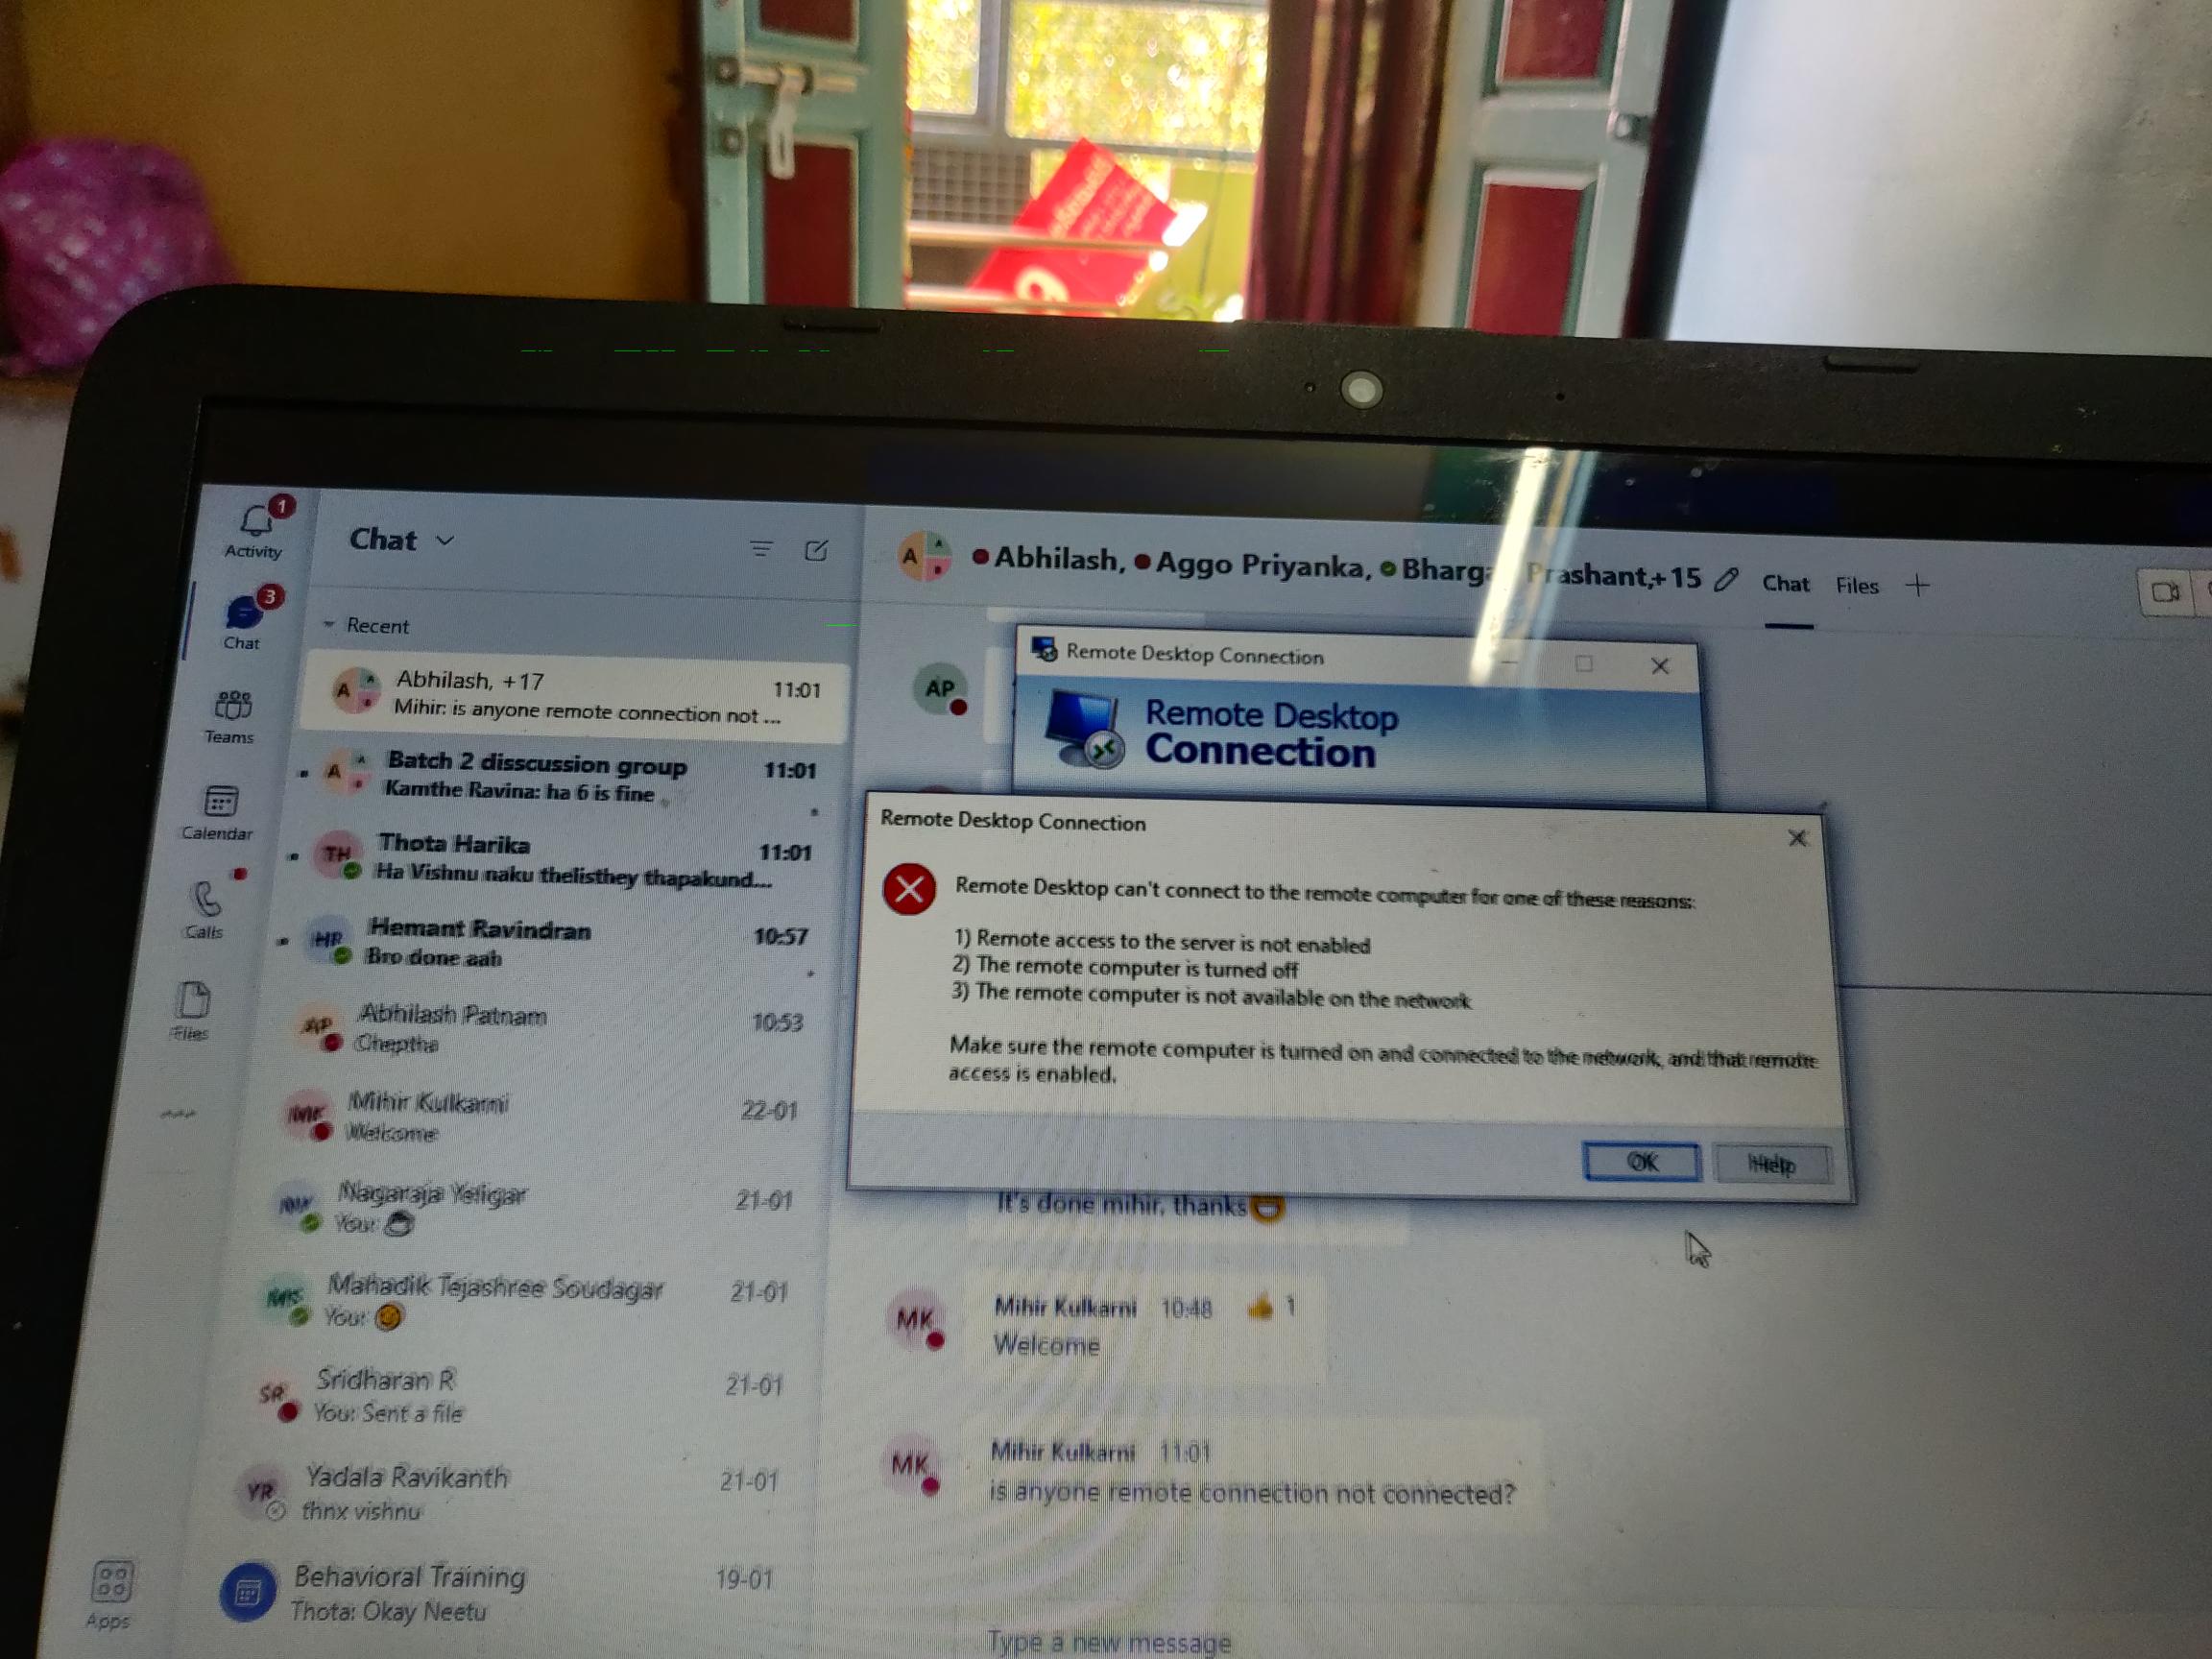 1
Activity
3
Chat
Teams
Calendar
Calls
Files
Apps
Chat
Recent
A A
Abhilash, +17 11:01
Mihir: is anyone remote connection not ...
A A
Batch 2 disscussion group 11:01
Kamthe Ravina: ha 6 is fine
TH
Thota Harika 11:01
Ha Vishnu naku thelisthey thapakund...
HR
Hemant Ravindran 10:57
Bro done aah
AP
Abhilash Patnam 10:53
Cheptha
MK
Mihir Kulkarni 22-01
Welcome
Nagaraja Yeligar 21-01
You:
MS
Mahadik Tejashree Soudagar 21-01
You:
SR
Sridharan R 21-01
You: Sent a file
YR
Yadala Ravikanth 21-01
thnx vishnu
Behavioral Training 19-01
Thota: Okay Neetu
A A
Abhilash, Aggo Priyanka, Bharg Prashant,+15 Chat Files
AP
Remote Desktop Connection
Remote Desktop
Connection
Remote Desktop Connection
Remote Desktop can't connect to the remote computer for one of these reasons:
1) Remote access to the server is not enabled
2) The remote computer is turned off
3) The remote computer is not available on the network
Make sure the remote computer is turned on and connected to the network, and that remote
access is enabled.
OK Help
It's done mihir, thanks
MK
Mihir Kulkarni 10:48 1
Welcome
MK
Mihir Kulkarni 11:01
is anyone remote connection not connected?
Type a new message